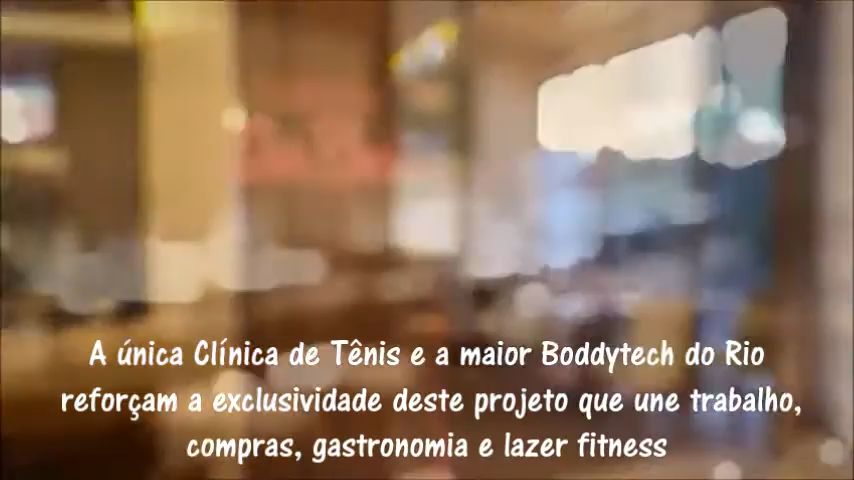 A única Clínica de Tênis e a maior Boddytech do Rio
reforçam a exclusividade deste projeto que une trabalho,
compras, gastronomia e lazer fitness